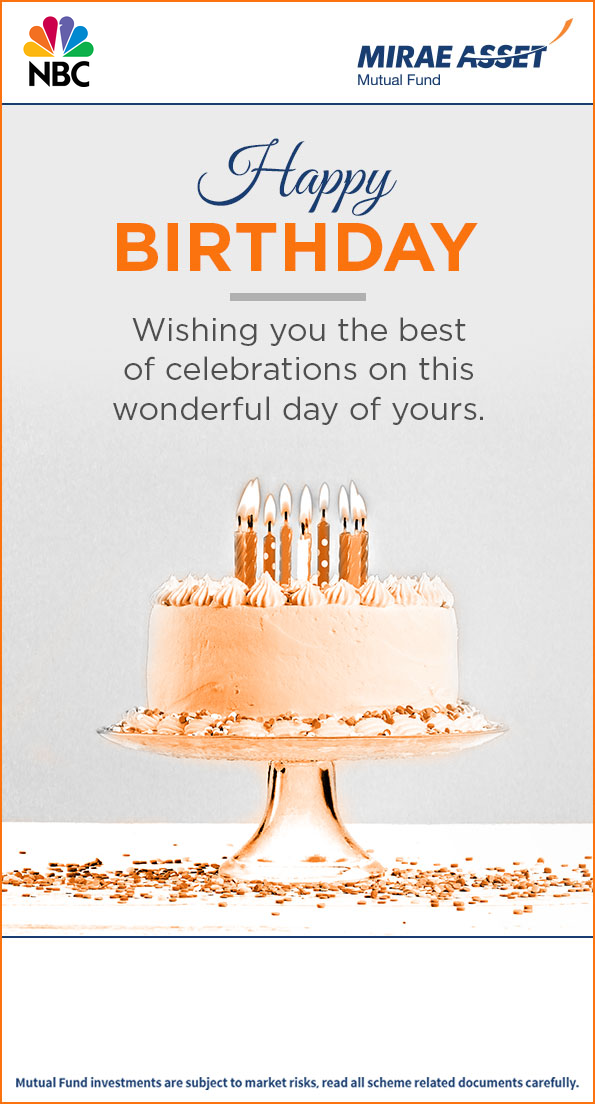 NBC
MIRAE ASSET
Mutual Fund
Happy
BIRTHDAY
Wishing you the best
of celebrations on this
wonderful day of yours.
Mutual Fund investments are subject to market risks, read all scheme related documents carefully.